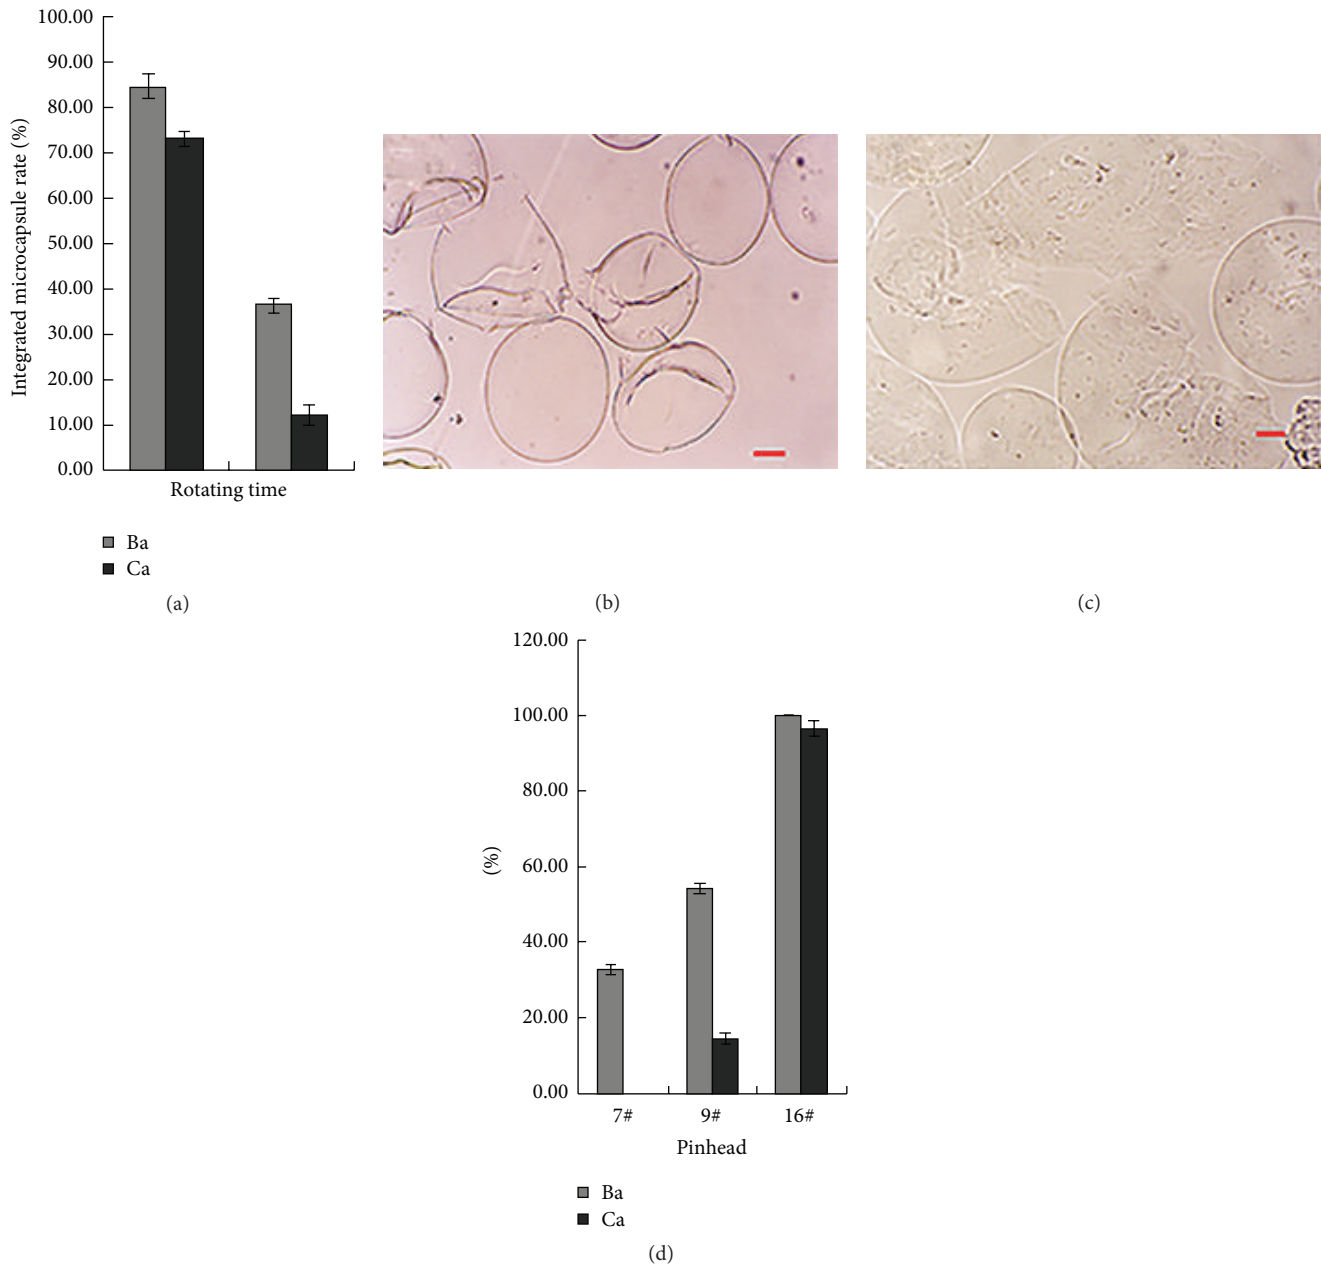 100.00
90.00
80.00
70.00
60.00
50.00
40.00
30.00
20.00
10.00
0.00
Integrated microcapsule rate (%)
Rotating time
Ba
Ca
(a)
(b)
(c)
120.00
100.00
80.00
60.00
40.00
20.00
0.00
(%)
7# 9# 16#
Pinhead
Ba
Ca
(d)